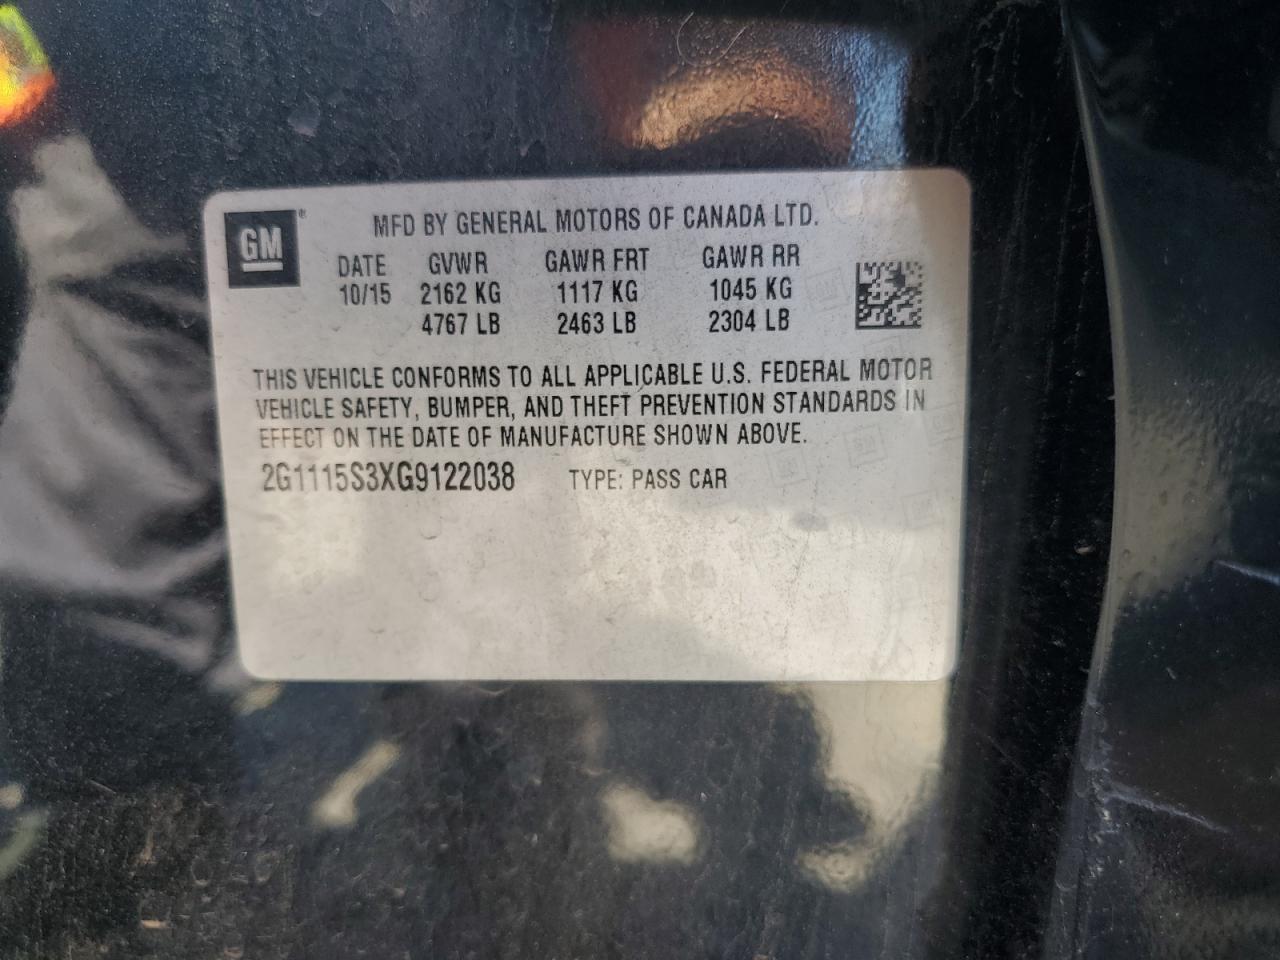 GM ®
MFD BY GENERAL MOTORS OF CANADA LTD.
DATE GVWR GAWR FRT GAWR RR
10/15 2162 KG 1117 KG 1045 KG
4767 LB 2463 LB 2304 LB
THIS VEHICLE CONFORMS TO ALL APPLICABLE U.S. FEDERAL MOTOR
VEHICLE SAFETY, BUMPER, AND THEFT PREVENTION STANDARDS IN
EFFECT ON THE DATE OF MANUFACTURE SHOWN ABOVE.
2G1115S3XG9122038 TYPE: PASS CAR